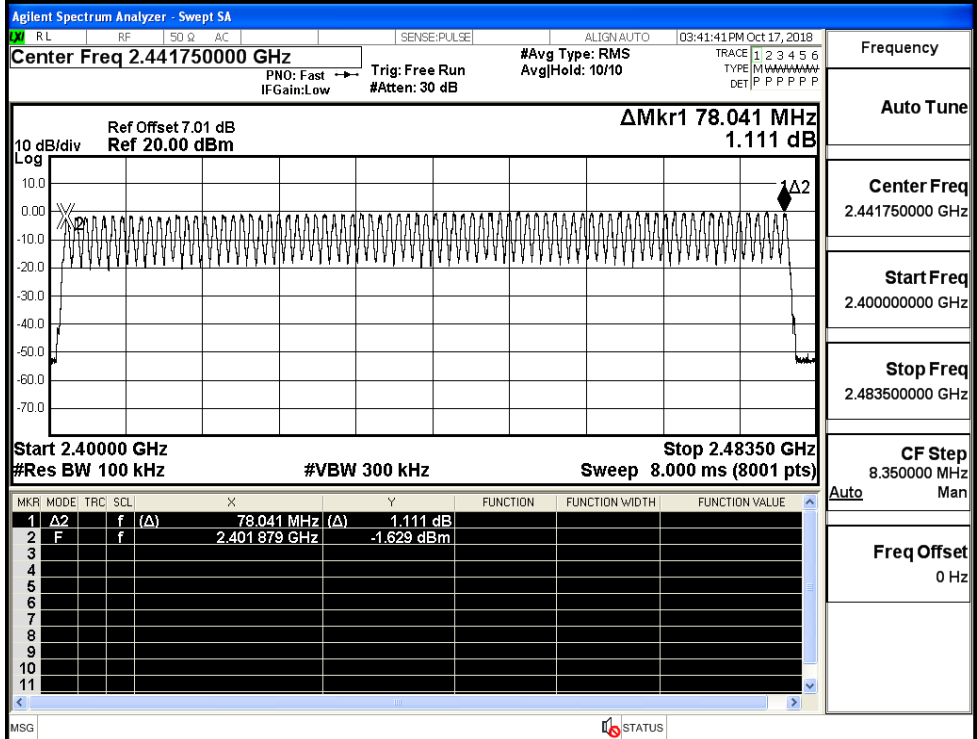 Agilent Spectrum Analyzer - Swept SA
LXI RL RF 50 Ω AC SENSE:PULSE ALIGN AUTO 03:41:41 PM Oct 17, 2018
Center Freq 2.441750000 GHz
PNO: Fast
IFGain:Low
Trig: Free Run
#Atten: 30 dB
#Avg Type: RMS
Avg|Hold: 10/10
TRACE 1 2 3 4 5 6
TYPE M WWWWW
DET P P P P P P
ΔMkr1 78.041 MHz
1.111 dB
Ref Offset 7.01 dB
10 dB/div Ref 20.00 dBm
Log
10.0
0.00
-10.0
-20.0
-30.0
-40.0
-50.0
-60.0
-70.0
1Δ2
2
Start 2.40000 GHz Stop 2.48350 GHz
#Res BW 100 kHz #VBW 300 kHz Sweep 8.000 ms (8001 pts)
MKR MODE TRC SCL X Y FUNCTION FUNCTION WIDTH FUNCTION VALUE
1 Δ2 f (Δ) 78.041 MHz (Δ) 1.111 dB
2 F f 2.401 879 GHz -1.629 dBm
3
4
5
6
7
8
9
10
11
MSG STATUS
Frequency
Auto Tune
Center Freq
2.441750000 GHz
Start Freq
2.400000000 GHz
Stop Freq
2.483500000 GHz
CF Step
8.350000 MHz
Auto Man
Freq Offset
0 Hz